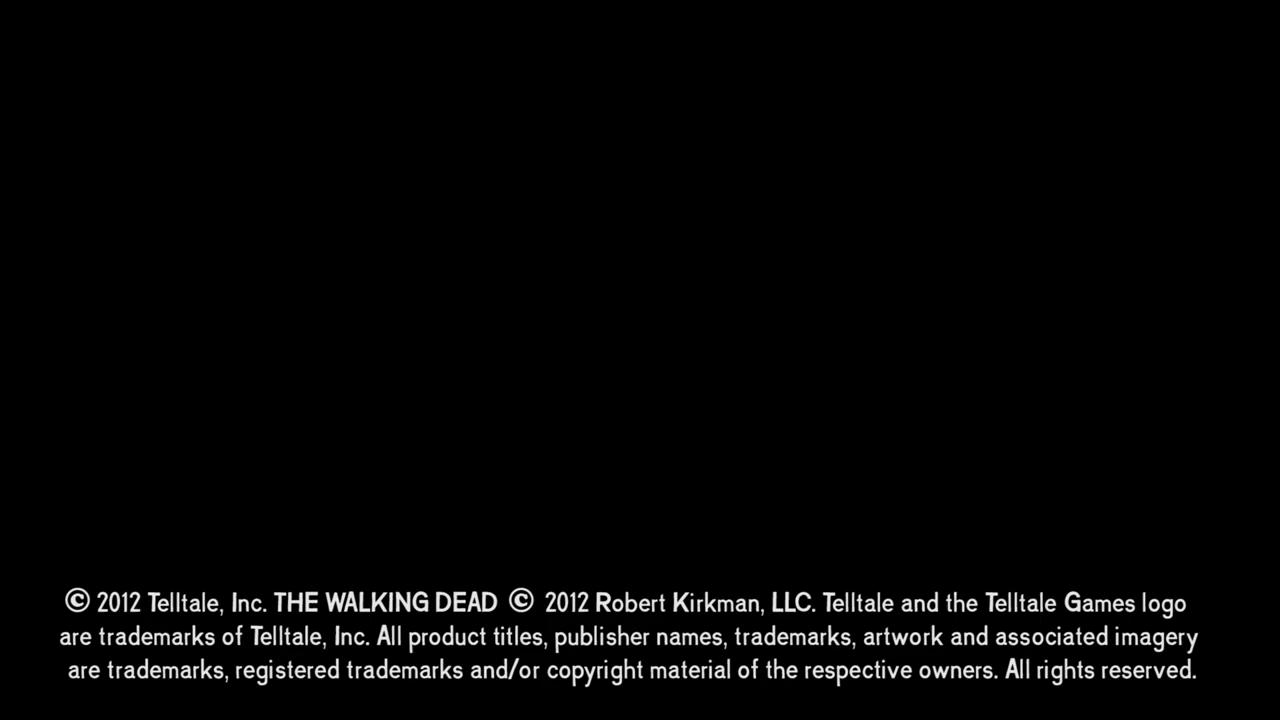 © 2012 Telltale, Inc. THE WALKING DEAD © 2012 Robert Kirkman, LLC. Telltale and the Telltale Games logo
are trademarks of Telltale, Inc. All product titles, publisher names, trademarks, artwork and associated imagery
are trademarks, registered trademarks and/or copyright material of the respective owners. All rights reserved.